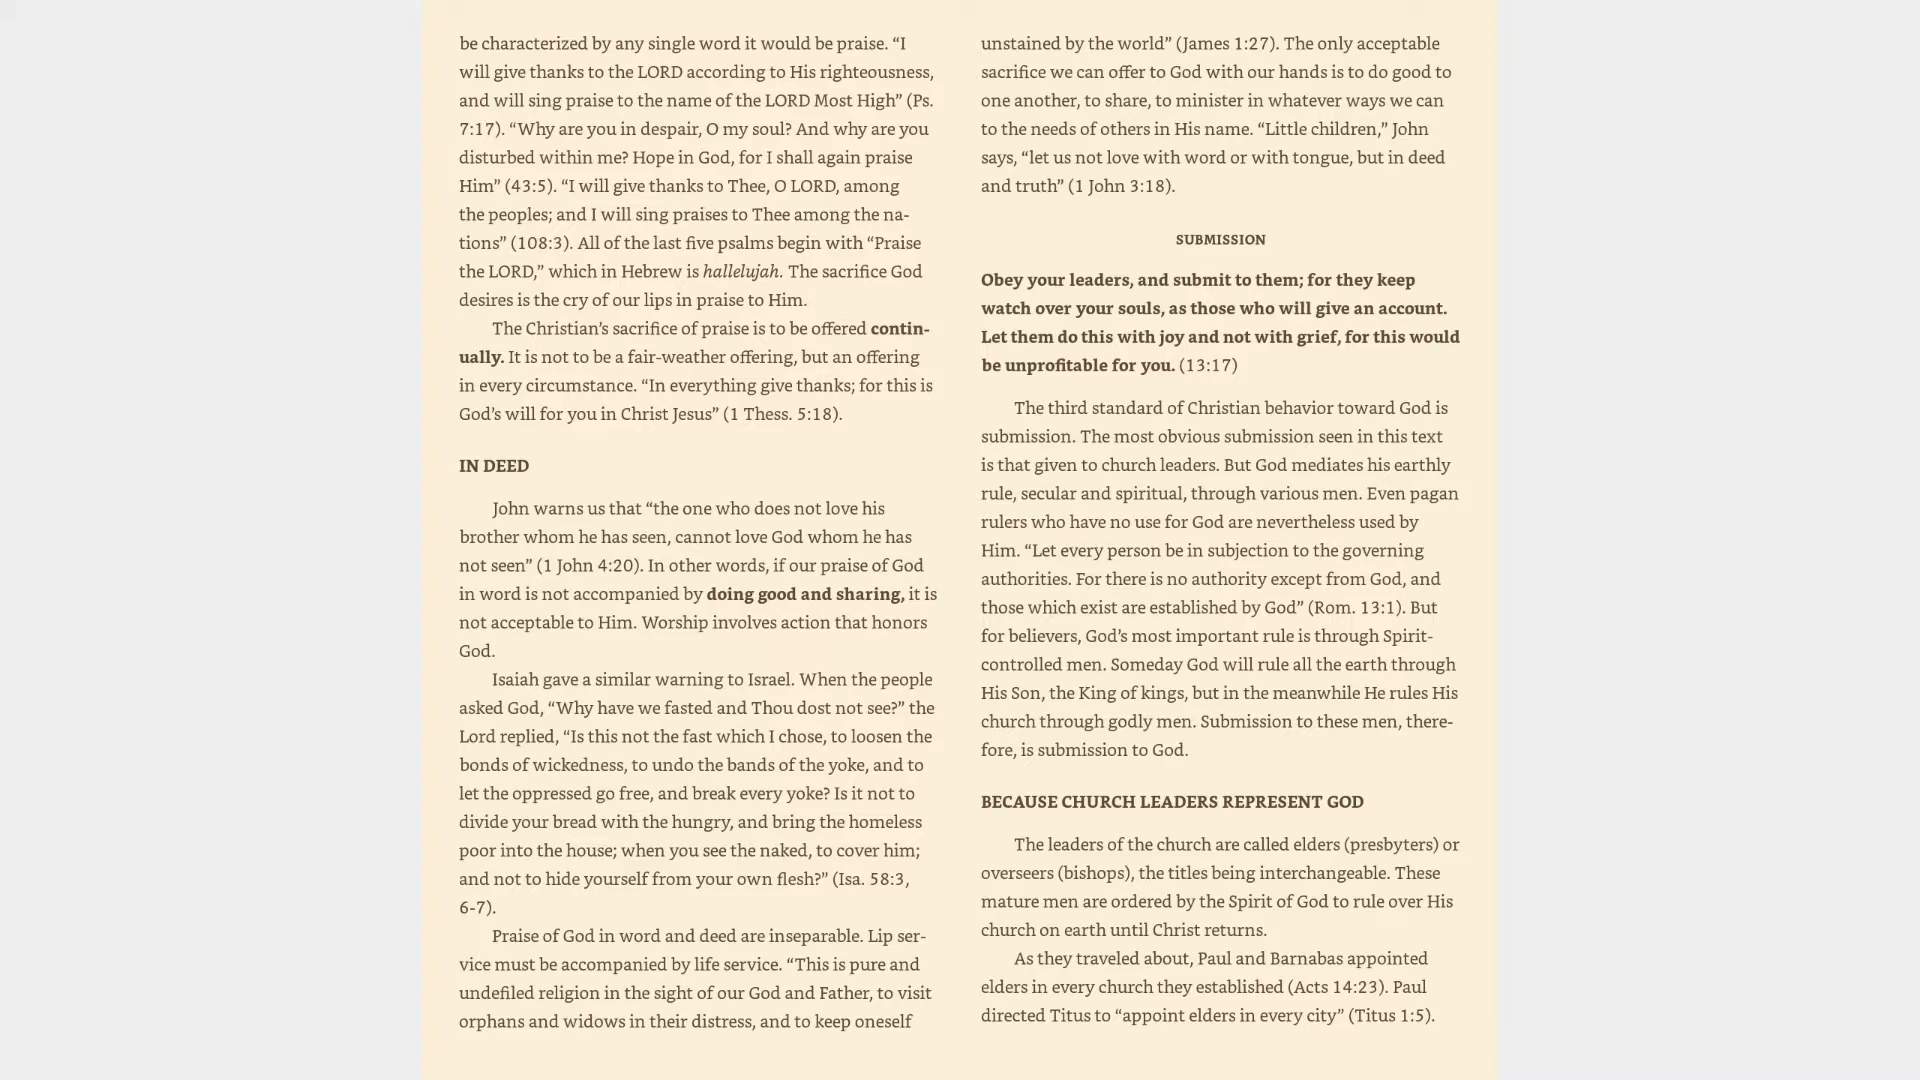 be characterized by any single word it would be praise. “I
will give thanks to the LORD according to His righteousness,
and will sing praise to the name of the LORD Most High” (Ps.
7:17). “Why are you in despair, O my soul? And why are you
disturbed within me? Hope in God, for I shall again praise
Him” (43:5). “I will give thanks to Thee, O LORD, among
the peoples; and I will sing praises to Thee among the na-
tions” (108:3). All of the last five psalms begin with “Praise
the LORD,” which in Hebrew is hallelujah. The sacrifice God
desires is the cry of our lips in praise to Him.
The Christian’s sacrifice of praise is to be offered contin-
ually. It is not to be a fair-weather offering, but an offering
in every circumstance. “In everything give thanks; for this is
God’s will for you in Christ Jesus” (1 Thess. 5:18).
IN DEED
John warns us that “the one who does not love his
brother whom he has seen, cannot love God whom he has
not seen” (1 John 4:20). In other words, if our praise of God
in word is not accompanied by doing good and sharing, it is
not acceptable to Him. Worship involves action that honors
God.
Isaiah gave a similar warning to Israel. When the people
asked God, “Why have we fasted and Thou dost not see?” the
Lord replied, “Is this not the fast which I chose, to loosen the
bonds of wickedness, to undo the bands of the yoke, and to
let the oppressed go free, and break every yoke? Is it not to
divide your bread with the hungry, and bring the homeless
poor into the house; when you see the naked, to cover him;
and not to hide yourself from your own flesh?” (Isa. 58:3,
6-7).
Praise of God in word and deed are inseparable. Lip ser-
vice must be accompanied by life service. “This is pure and
undefiled religion in the sight of our God and Father, to visit
orphans and widows in their distress, and to keep oneself
unstained by the world” (James 1:27). The only acceptable
sacrifice we can offer to God with our hands is to do good to
one another, to share, to minister in whatever ways we can
to the needs of others in His name. “Little children,” John
says, “let us not love with word or with tongue, but in deed
and truth” (1 John 3:18).
SUBMISSION
Obey your leaders, and submit to them; for they keep
watch over your souls, as those who will give an account.
Let them do this with joy and not with grief, for this would
be unprofitable for you. (13:17)
The third standard of Christian behavior toward God is
submission. The most obvious submission seen in this text
is that given to church leaders. But God mediates his earthly
rule, secular and spiritual, through various men. Even pagan
rulers who have no use for God are nevertheless used by
Him. “Let every person be in subjection to the governing
authorities. For there is no authority except from God, and
those which exist are established by God” (Rom. 13:1). But
for believers, God’s most important rule is through Spirit-
controlled men. Someday God will rule all the earth through
His Son, the King of kings, but in the meanwhile He rules His
church through godly men. Submission to these men, there-
fore, is submission to God.
BECAUSE CHURCH LEADERS REPRESENT GOD
The leaders of the church are called elders (presbyters) or
overseers (bishops), the titles being interchangeable. These
mature men are ordered by the Spirit of God to rule over His
church on earth until Christ returns.
As they traveled about, Paul and Barnabas appointed
elders in every church they established (Acts 14:23). Paul
directed Titus to “appoint elders in every city” (Titus 1:5).